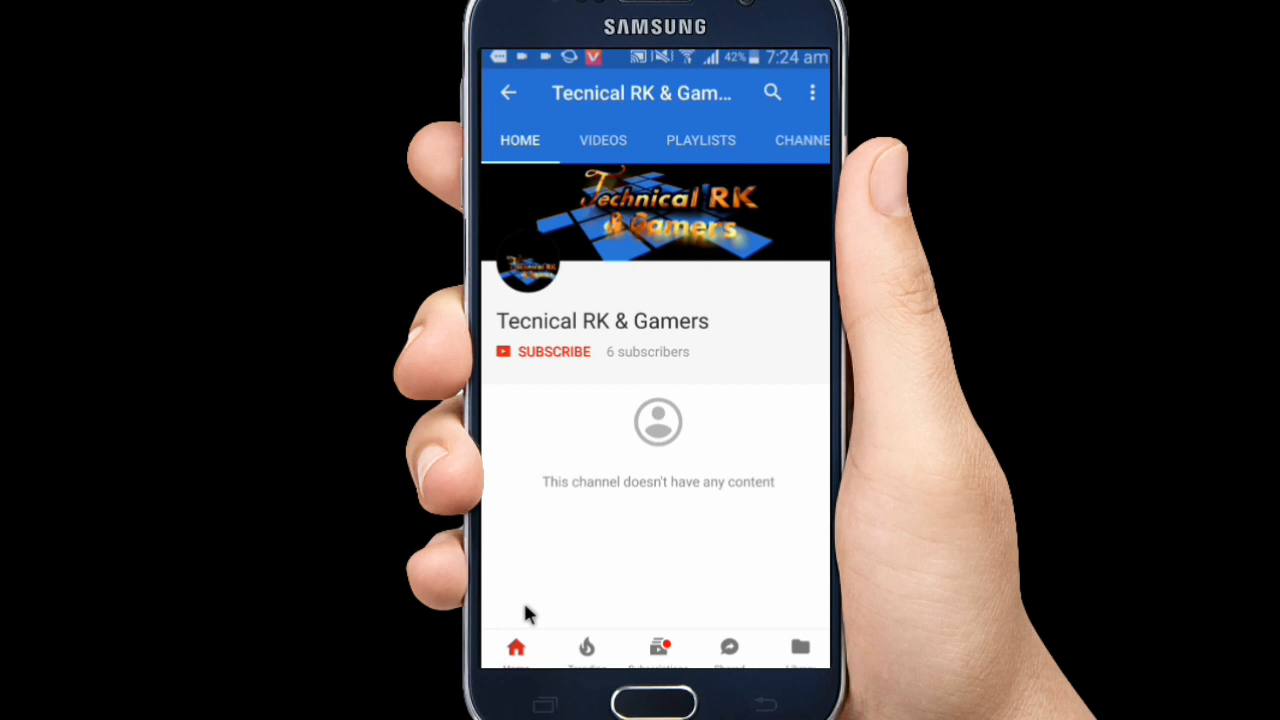 SAMSUNG
42% 7:24 am
Tecnical RK & Gam...
HOME VIDEOS PLAYLISTS CHANNE
Technical RK
& Gamers
Tecnical RK & Gamers
SUBSCRIBE 6 subscribers
This channel doesn't have any content